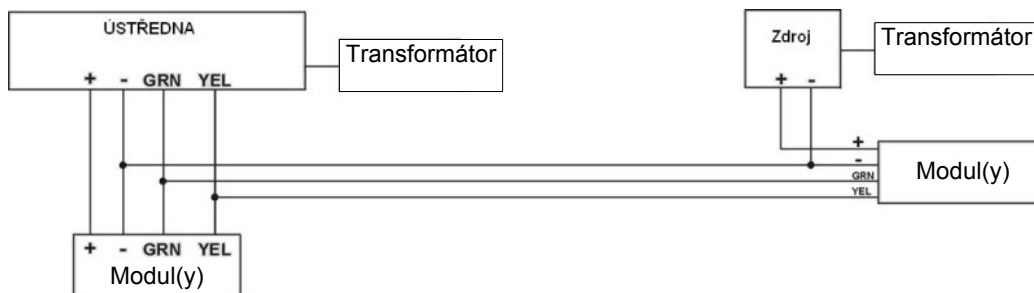 ÚSTŘEDNA
Transformátor
+ - GRN YEL
Zdroj
Transformátor
+ -
+
-
GRN
YEL
Modul(y)
+ - GRN YEL
Modul(y)